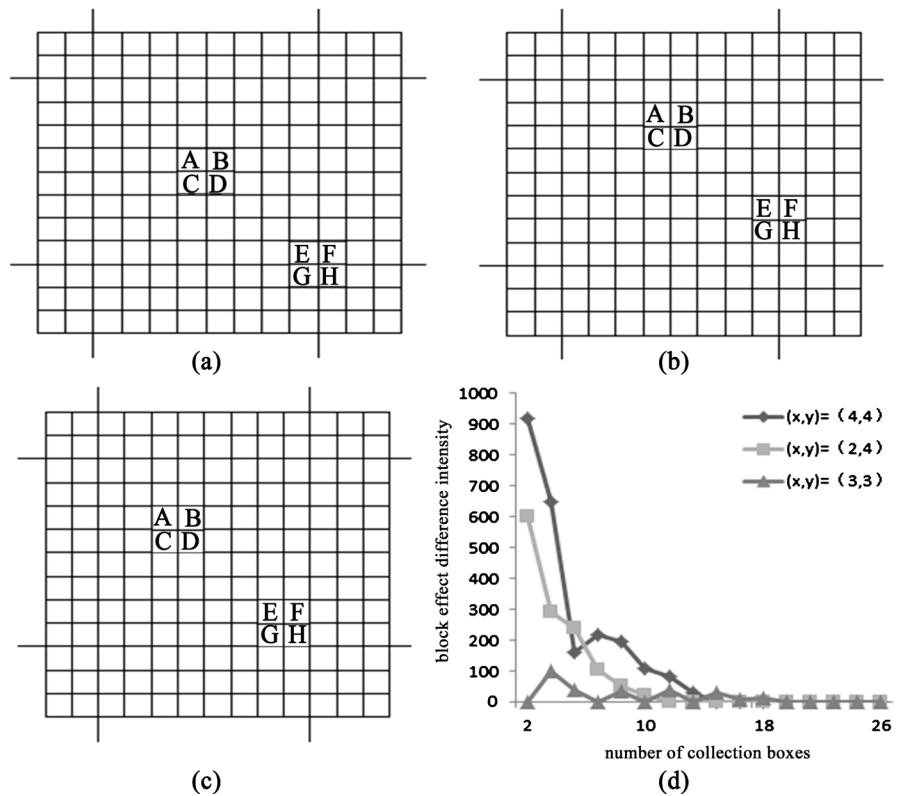 A B
C D
E F
G H
(a)
A B
C D
E F
G H
(b)
A B
C D
E F
G H
(c)
1000
900
800
700
600
500
400
300
200
100
0
block effect difference intensity
(x,y)=（4,4）
(x,y)=（2,4）
(x,y)=（3,3）
2 10 18 26
number of collection boxes
(d)